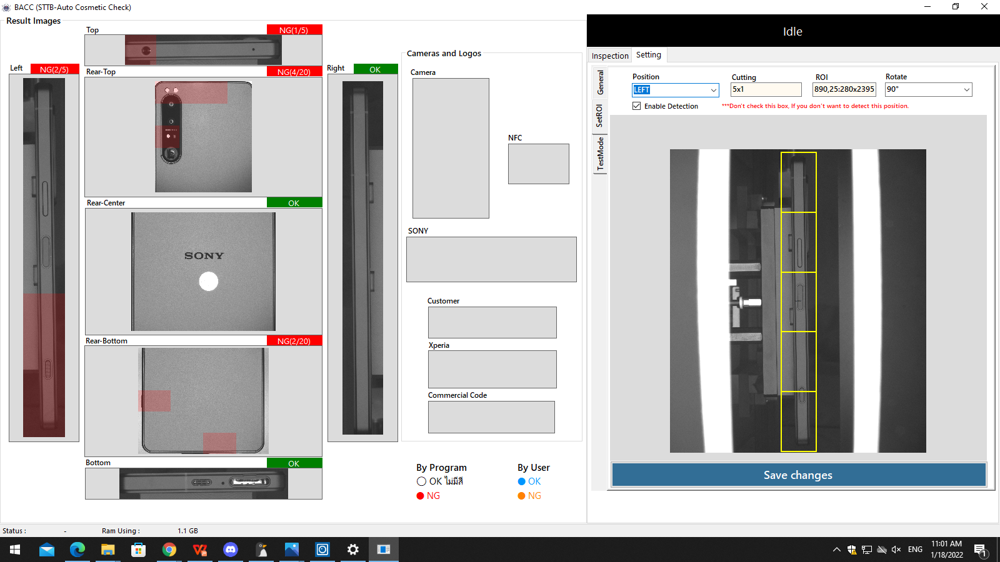 BACC (STTB-Auto Cosmetic Check)
Result Images
Top
NG(1/5)
Left
NG(2/5)
Rear-Top
NG(4/20)
Right
OK
Rear-Center
OK
SONY
Rear-Bottom
NG(2/20)
Bottom
OK
Cameras and Logos
Camera
NFC
SONY
Customer
Xperia
Commercial Code
By Program
By User
OK ไม่มีสี
OK
NG
NG
Idle
Inspection
Setting
General
SetROI
TestMode
Position
Cutting
ROI
Rotate
LEFT
5x1
890,25:280x2395
90°
Enable Detection
***Don't check this box, If you don't want to detect this position.
Save changes
Status :
-
Ram Using :
1.1 GB
ENG
11:01 AM
1/18/2022
1